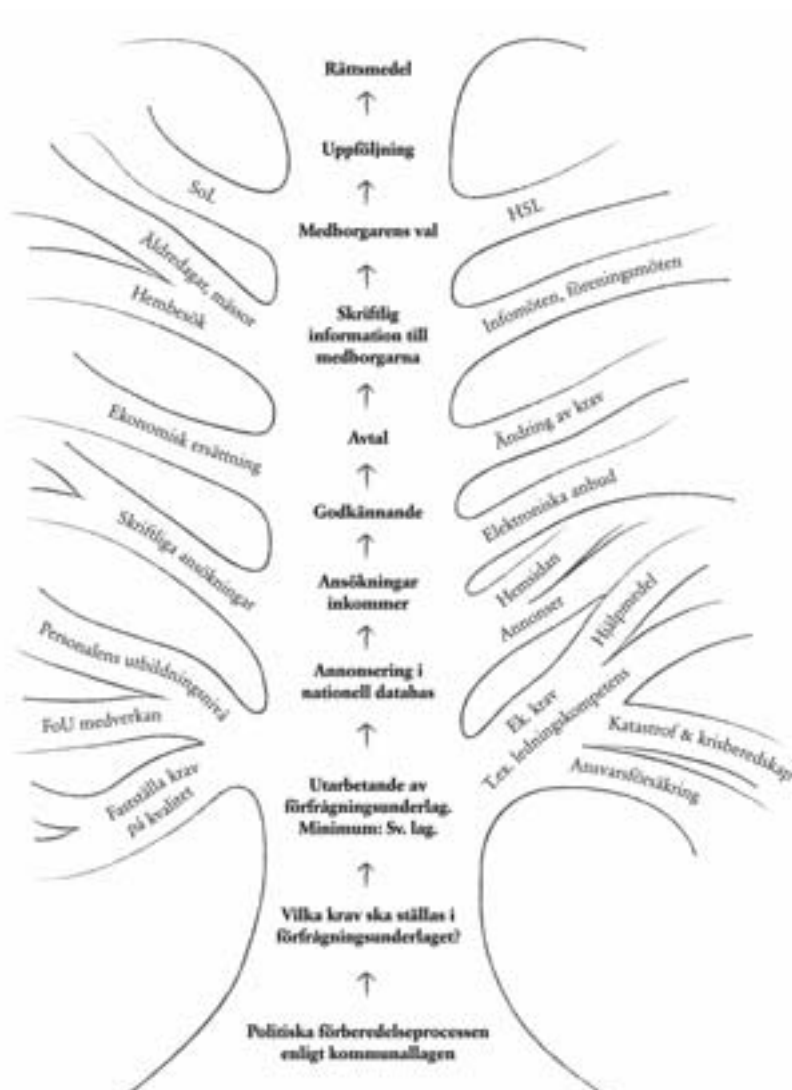 Rättsmedel
↑
Uppföljning
↑
SoL
HSL
Medborgarens val
↑
Äldredagar, mässor
Infomöten, föreningsmöten
Hembesök
Skriftlig
information till
medborgarna
↑
Ekonomisk ersättning
Ändring av krav
Avtal
↑
Elektroniska anbud
Godkännande
↑
Skriftliga ansökningar
Hemsidan
Ansökningar
inkommer
↑
Annonser
Hjälpmedel
Personalens utbildningsnivå
Annonsering i
nationell databas
↑
FoU medverkan
Ek. krav
T.ex. ledningskompetens
Katastrof & krisberedskap
Ansvarsförsäkring
Fastställa krav
på kvalitet
Utarbetande av
förfrågningsunderlag.
Minimum: Sv. lag.
↑
Vilka krav ska ställas i
förfrågningsunderlaget?
↑
Politiska förberedelseprocessen
enligt kommunallagen